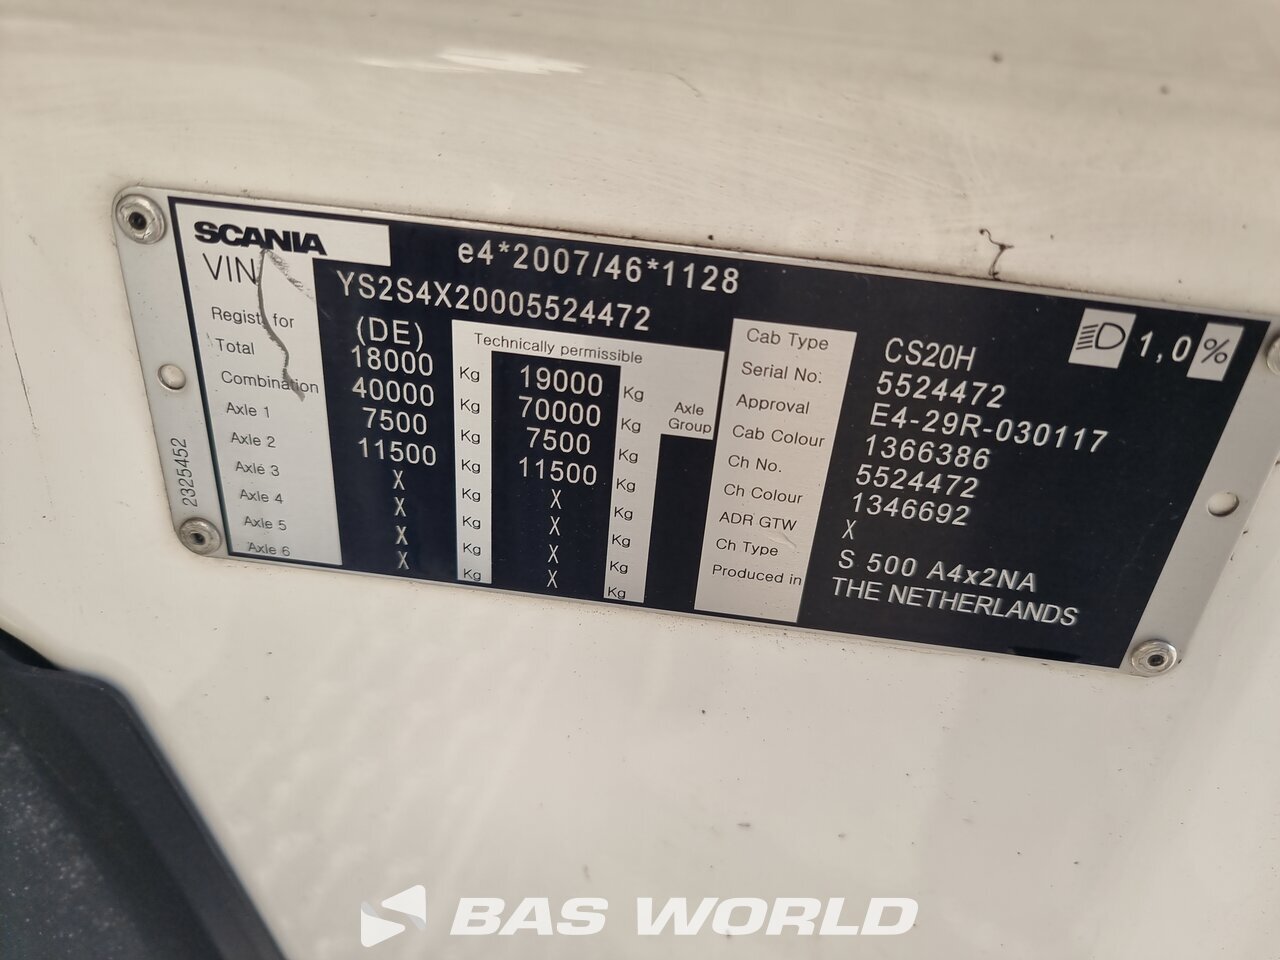 SCANIA
e4*2007/46*1128
VIN YS2S4X20005524472
Regist. for (DE) Technically permissible
Total 18000 Kg 19000 Kg
Combination 40000 Kg 70000 Kg Axle Group
Axle 1 7500 Kg 7500 Kg
Axle 2 11500 Kg 11500 Kg
Axle 3 X Kg X Kg
Axle 4 X Kg X Kg
Axle 5 X Kg X Kg
Axle 6 X Kg X Kg
Cab Type CS20H
1,0 %
Serial No: 5524472
Approval E4-29R-030117
Cab Colour 1366386
Ch No. 5524472
Ch Colour 1346692
ADR GTW X
Ch Type S 500 A4x2NA
Produced in THE NETHERLANDS
2325452
BAS WORLD